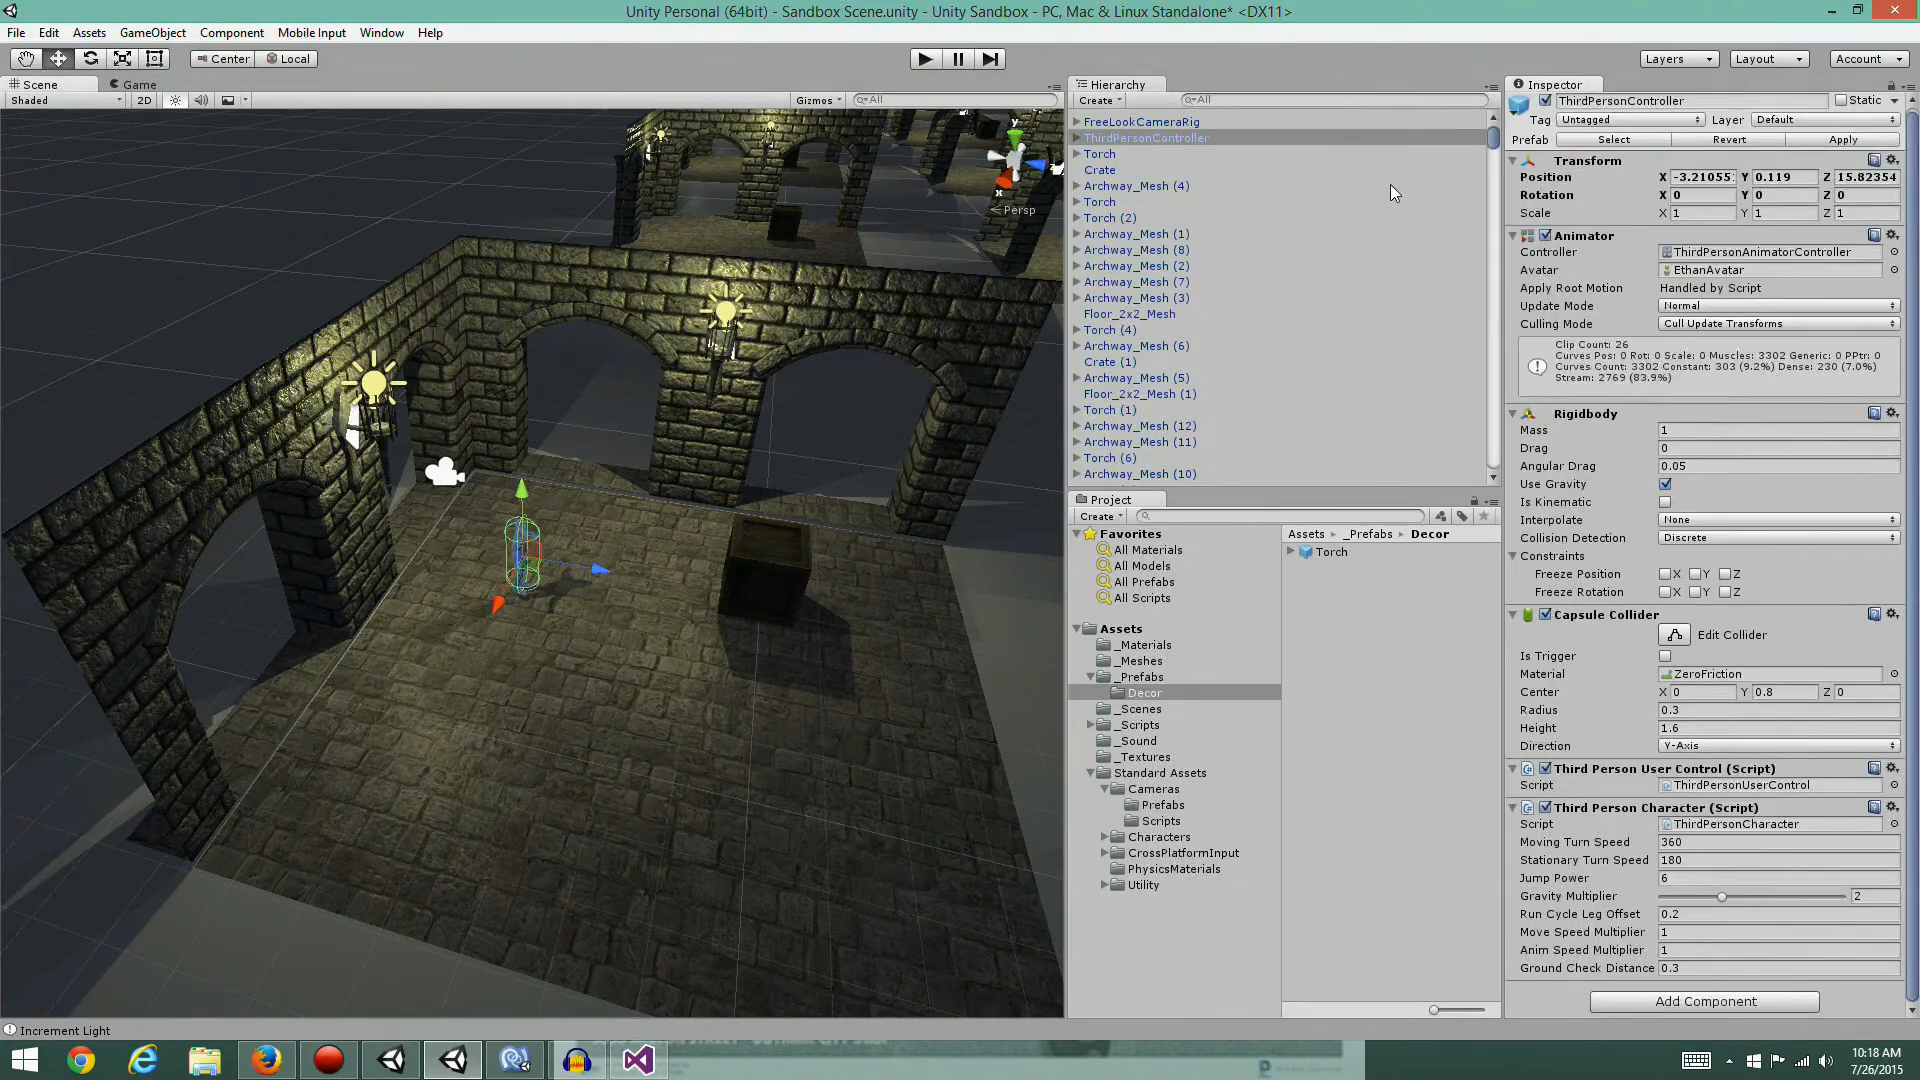 Unity Personal (64bit) - Sandbox Scene.unity - Unity Sandbox - PC, Mac & Linux Standalone* <DX11>
File Edit Assets GameObject Component Mobile Input Window Help
Center Local
Layers Layout Account
Scene Game
Shaded 2D Gizmos All
y
x
Persp
Hierarchy
Create All
FreeLookCameraRig
ThirdPersonController
Torch
Crate
Archway_Mesh (4)
Torch
Torch (2)
Archway_Mesh (1)
Archway_Mesh (8)
Archway_Mesh (2)
Archway_Mesh (7)
Archway_Mesh (3)
Floor_2x2_Mesh
Torch (4)
Archway_Mesh (6)
Crate (1)
Archway_Mesh (5)
Floor_2x2_Mesh (1)
Torch (1)
Archway_Mesh (12)
Archway_Mesh (11)
Torch (6)
Archway_Mesh (10)
Project
Create
Favorites
All Materials
All Models
All Prefabs
All Scripts
Assets
_Materials
_Meshes
_Prefabs
Decor
_Scenes
_Scripts
_Sound
_Textures
Standard Assets
Cameras
Prefabs
Scripts
Characters
CrossPlatformInput
PhysicsMaterials
Utility
Assets _Prefabs Decor
Torch
Inspector
ThirdPersonController Static
Tag Untagged Layer Default
Prefab Select Revert Apply
Transform
Position X -3.21055 Y 0.119 Z 15.82354
Rotation X 0 Y 0 Z 0
Scale X 1 Y 1 Z 1
Animator
Controller ThirdPersonAnimatorController
Avatar EthanAvatar
Apply Root Motion Handled by Script
Update Mode Normal
Culling Mode Cull Update Transforms
Clip Count: 26
Curves Pos: 0 Rot: 0 Scale: 0 Muscles: 3302 Generic: 0 PPtr: 0
Curves Count: 3302 Constant: 303 (9.2%) Dense: 230 (7.0%)
Stream: 2769 (83.9%)
Rigidbody
Mass 1
Drag 0
Angular Drag 0.05
Use Gravity
Is Kinematic
Interpolate None
Collision Detection Discrete
Constraints
Freeze Position X Y Z
Freeze Rotation X Y Z
Capsule Collider
Edit Collider
Is Trigger
Material ZeroFriction
Center X 0 Y 0.8 Z 0
Radius 0.3
Height 1.6
Direction Y-Axis
Third Person User Control (Script)
Script ThirdPersonUserControl
Third Person Character (Script)
Script ThirdPersonCharacter
Moving Turn Speed 360
Stationary Turn Speed 180
Jump Power 6
Gravity Multiplier 2
Run Cycle Leg Offset 0.2
Move Speed Multiplier 1
Anim Speed Multiplier 1
Ground Check Distance 0.3
Add Component
Increment Light
10:18 AM
7/26/2015